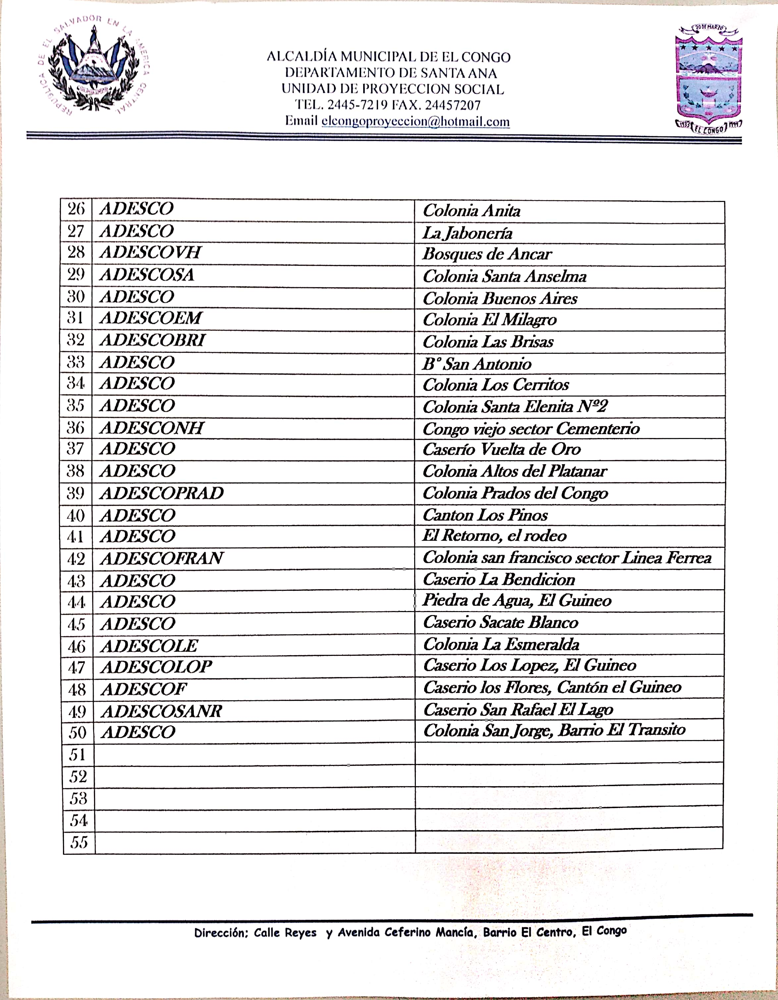 REPUBLICA DE EL SALVADOR EN LA AMERICA CENTRAL
20 DE MARZO
ALCALDÍA MUNICIPAL DE EL CONGO
DEPARTAMENTO DE SANTA ANA
UNIDAD DE PROYECCION SOCIAL
TEL. 2445-7219 FAX. 24457207
Email elcongoproyeccion@hotmail.com
1933 EL CONGO
26 ADESCO Colonia Anita
27 ADESCO La Jabonería
28 ADESCOVH Bosques de Ancar
29 ADESCOSA Colonia Santa Anselma
30 ADESCO Colonia Buenos Aires
31 ADESCOEM Colonia El Milagro
32 ADESCOBRI Colonia Las Brisas
33 ADESCO B° San Antonio
34 ADESCO Colonia Los Cerritos
35 ADESCO Colonia Santa Elenita Nº2
36 ADESCONH Congo viejo sector Cementerio
37 ADESCO Caserío Vuelta de Oro
38 ADESCO Colonia Altos del Platanar
39 ADESCOPRAD Colonia Prados del Congo
40 ADESCO Canton Los Pinos
41 ADESCO El Retorno, el rodeo
42 ADESCOFRAN Colonia san francisco sector Linea Ferrea
43 ADESCO Caserio La Bendicion
44 ADESCO Piedra de Agua, El Guineo
45 ADESCO Caserio Sacate Blanco
46 ADESCOLE Colonia La Esmeralda
47 ADESCOLOP Caserio Los Lopez, El Guineo
48 ADESCOF Caserio los Flores, Cantón el Guineo
49 ADESCOSANR Caserio San Rafael El Lago
50 ADESCO Colonia San Jorge, Barrio El Transito
51
52
53
54
55
Dirección: Calle Reyes y Avenida Ceferino Mancía, Barrio El Centro, El Congo